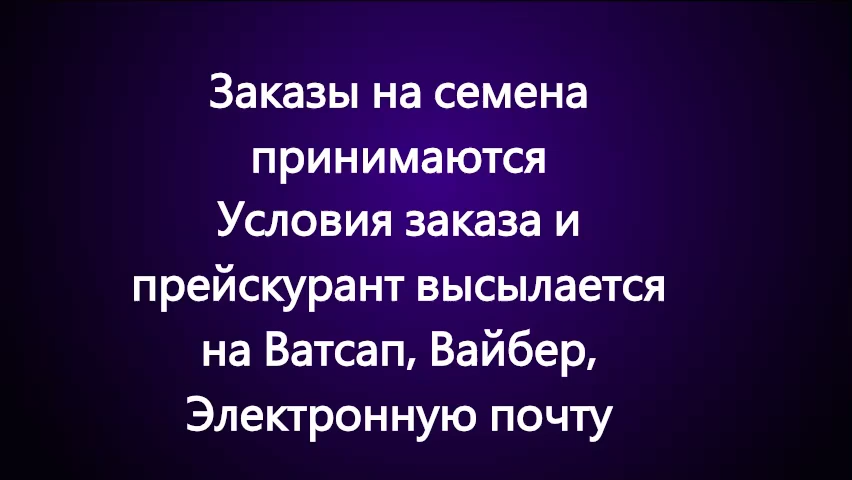 Заказы на семена
принимаются
Условия заказа и
прейскурант высылается
на Ватсап, Вайбер,
Электронную почту